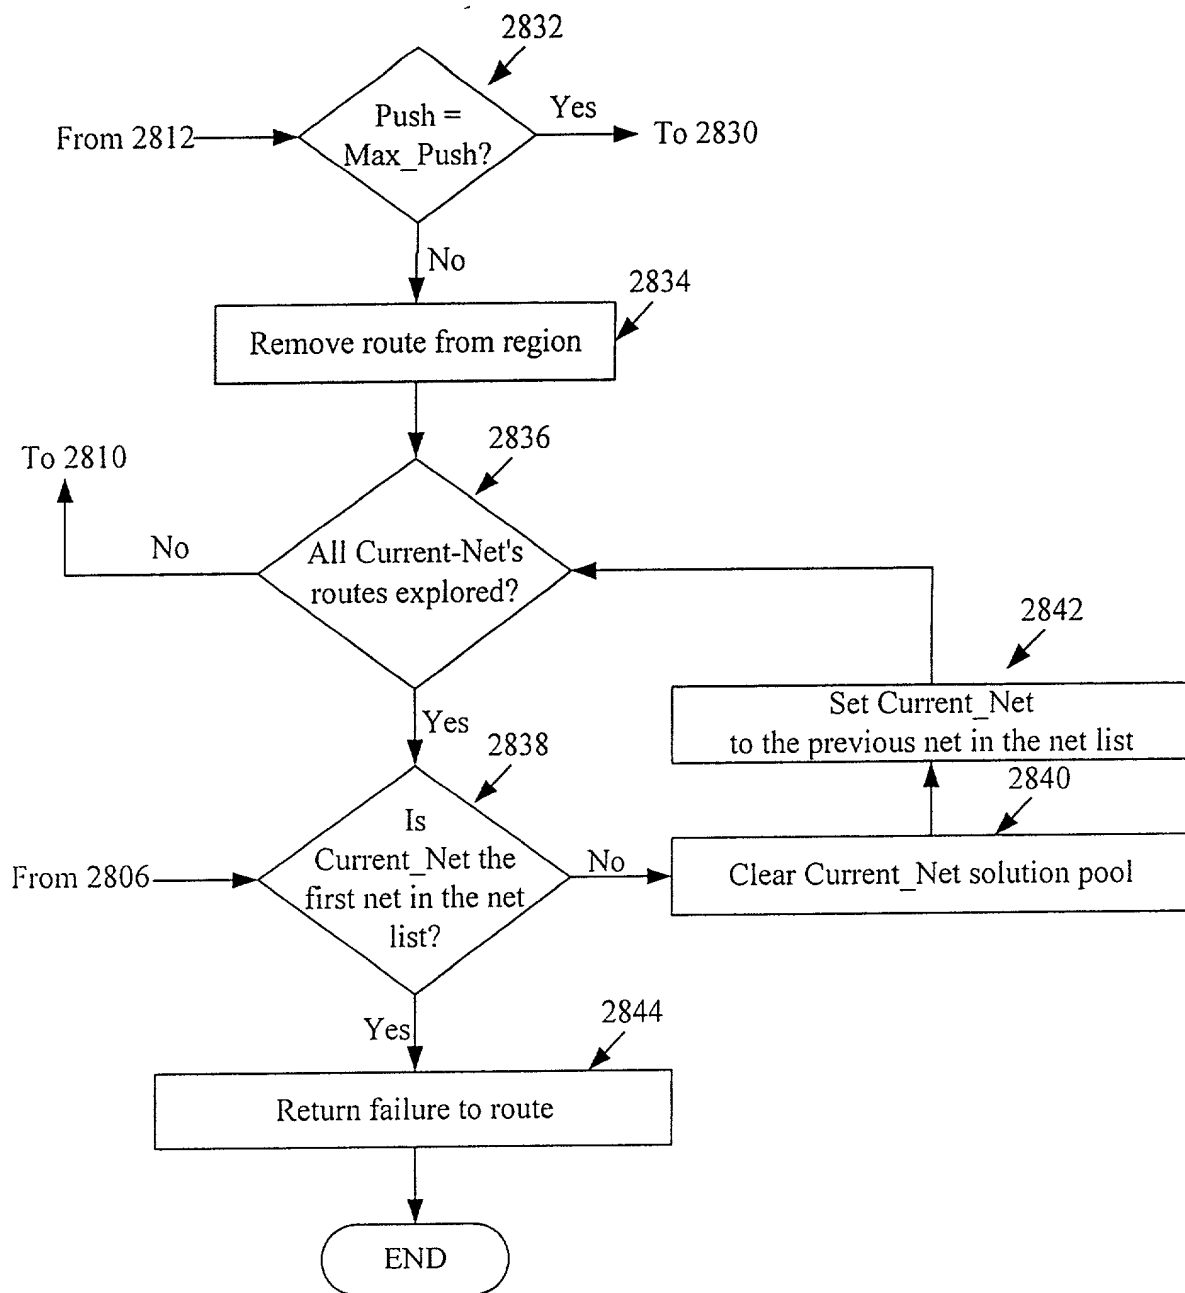 2832
Push =
Max_Push?
Yes
From 2812
To 2830
No
2834
Remove route from region
2836
To 2810
No
All Current-Net's
routes explored?
2842
Set Current_Net
to the previous net in the net list
Yes
2838
2840
Is
Current_Net the
first net in the net
list?
From 2806
No
Clear Current_Net solution pool
Yes
2844
Return failure to route
END